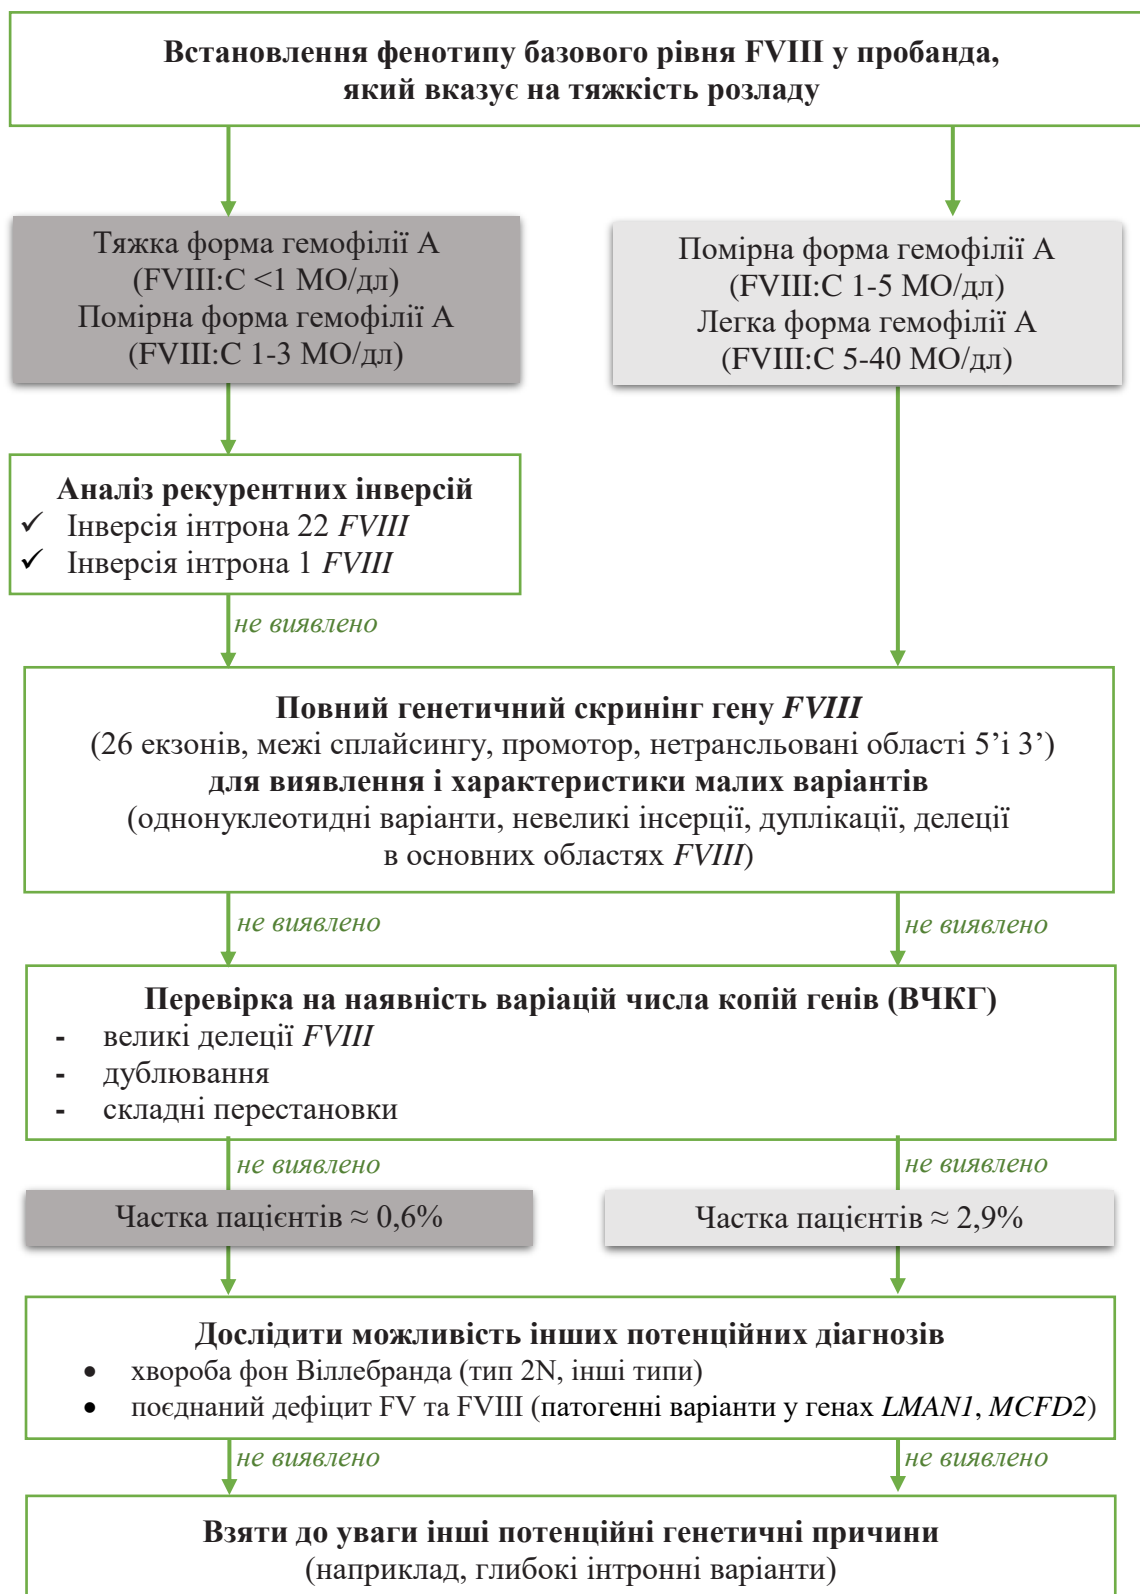 Встановлення фенотипу базового рівня FVIII у пробанда,
який вказує на тяжкість розладу
Тяжка форма гемофілії А
(FVIII:C <1 МО/дл)
Помірна форма гемофілії А
(FVIII:C 1-3 МО/дл)
Помірна форма гемофілії А
(FVIII:C 1-5 МО/дл)
Легка форма гемофілії А
(FVIII:C 5-40 МО/дл)
Аналіз рекурентних інверсій
✓ Інверсія інтрона 22 FVIII
✓ Інверсія інтрона 1 FVIII
не виявлено
Повний генетичний скринінг гену FVIII
(26 екзонів, межі сплайсингу, промотор, нетрансльовані області 5’і 3’)
для виявлення і характеристики малих варіантів
(однонуклеотидні варіанти, невеликі інсерції, дуплікації, делеції
в основних областях FVIII)
не виявлено
не виявлено
Перевірка на наявність варіацій числа копій генів (ВЧКГ)
- великі делеції FVIII
- дублювання
- складні перестановки
не виявлено
не виявлено
Частка пацієнтів ≈ 0,6%
Частка пацієнтів ≈ 2,9%
Дослідити можливість інших потенційних діагнозів
• хвороба фон Віллебранда (тип 2N, інші типи)
• поєднаний дефіцит FV та FVIII (патогенні варіанти у генах LMAN1, MCFD2)
не виявлено
не виявлено
Взяти до уваги інші потенційні генетичні причини
(наприклад, глибокі інтронні варіанти)